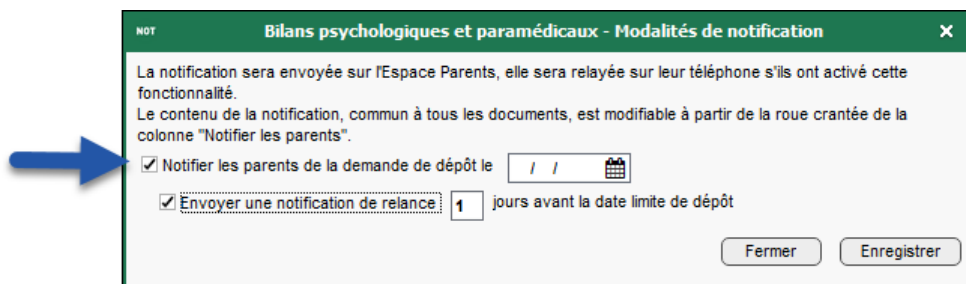 NOT Bilans psychologiques et paramédicaux - Modalités de notification
La notification sera envoyée sur l'Espace Parents, elle sera relayée sur leur téléphone s'ils ont activé cette
fonctionnalité.
Le contenu de la notification, commun à tous les documents, est modifiable à partir de la roue crantée de la
colonne "Notifier les parents".
Notifier les parents de la demande de dépôt le / /
Envoyer une notification de relance 1 jours avant la date limite de dépôt
Fermer Enregistrer